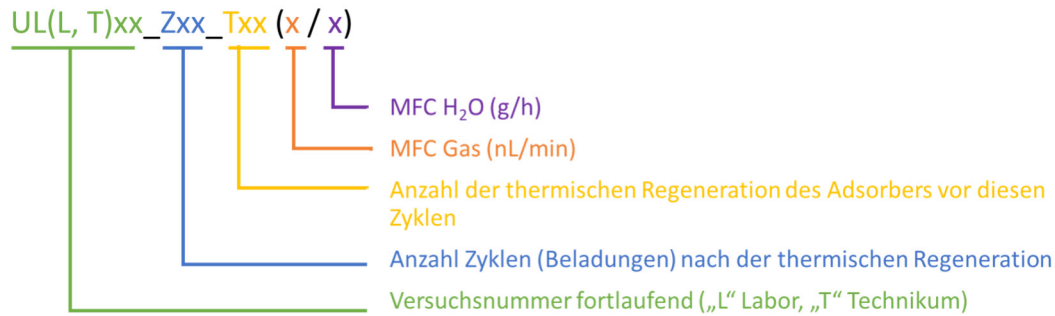 UL(L, T)xx_Zxx_Txx (x / x)
MFC H₂O (g/h)
MFC Gas (nL/min)
Anzahl der thermischen Regeneration des Adsorbers vor diesen
Zyklen
Anzahl Zyklen (Beladungen) nach der thermischen Regeneration
Versuchsnummer fortlaufend („L“ Labor, „T“ Technikum)